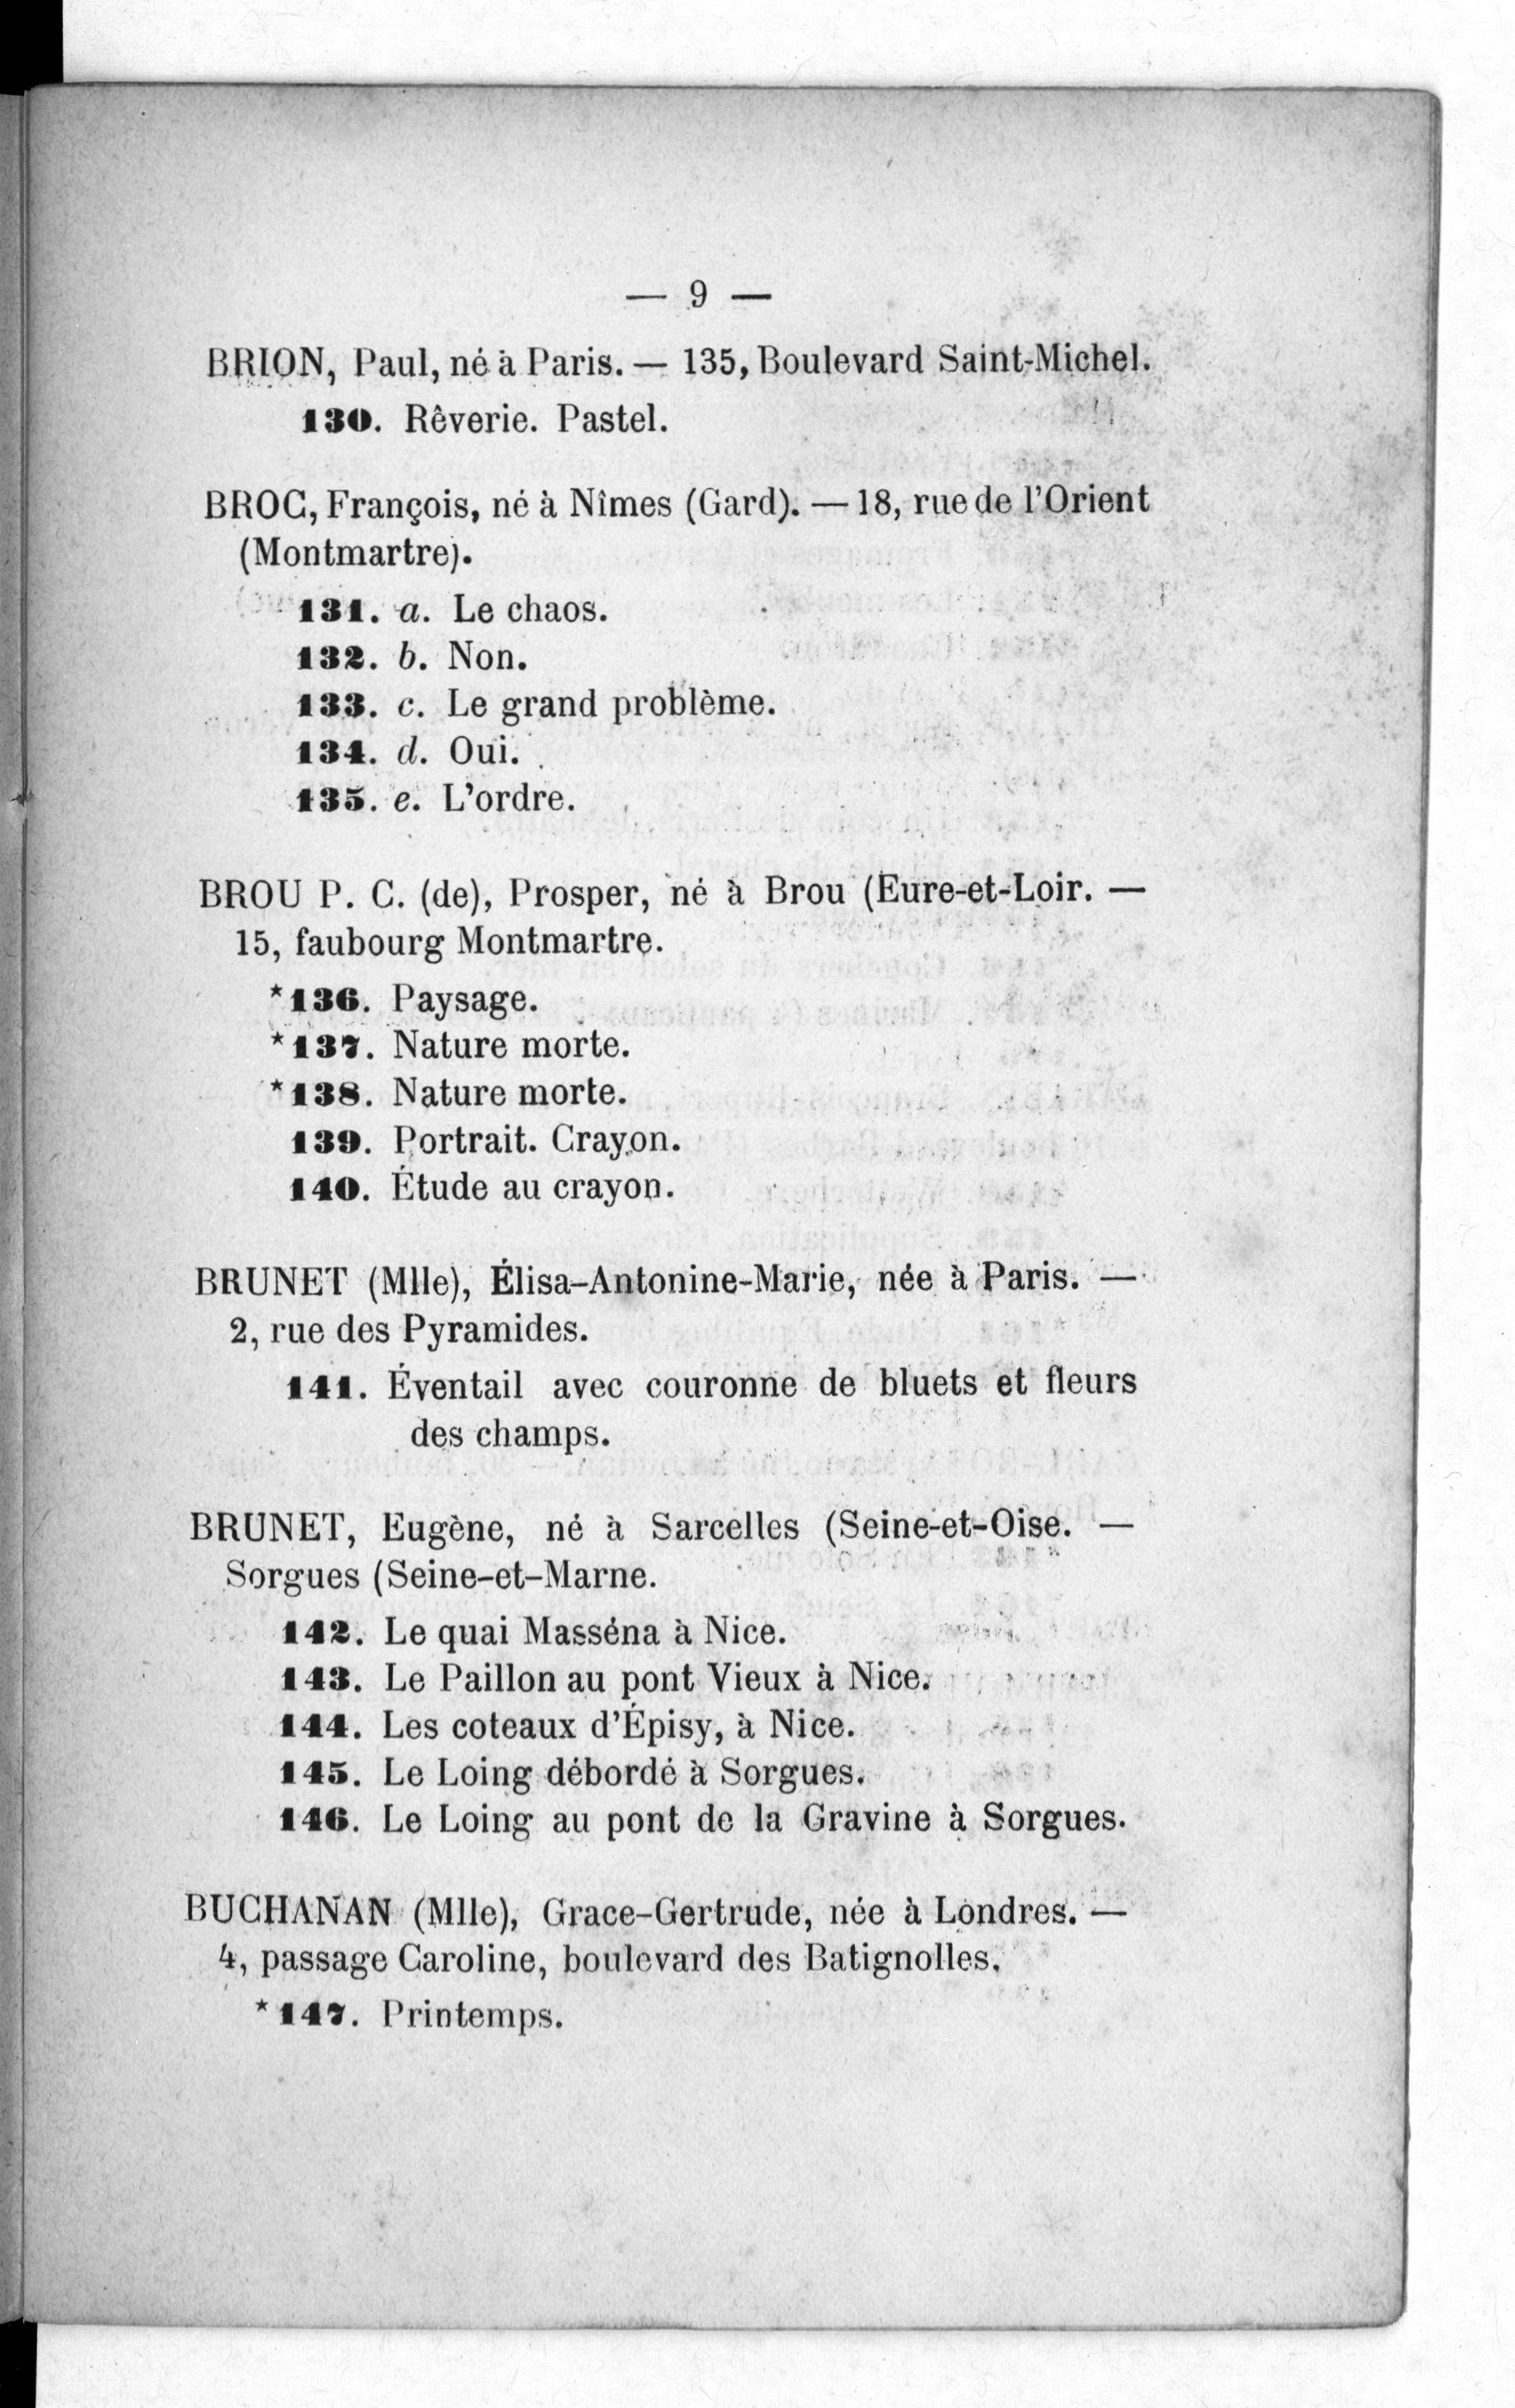 — 9 —
BRION, Paul, né à Paris. — 135, Boulevard Saint-Michel.
130. Rêverie. Pastel.
BROC, François, né à Nîmes (Gard). — 18, rue de l'Orient
(Montmartre).
131. a. Le chaos.
132. b. Non.
133. c. Le grand problème.
134. d. Oui.
135. e. L'ordre.
BROU P. C. (de), Prosper, né à Brou (Eure-et-Loir. —
15, faubourg Montmartre.
*136. Paysage.
*137. Nature morte.
*138. Nature morte.
139. Portrait. Crayon.
140. Étude au crayon.
BRUNET (Mlle), Élisa-Antonine-Marie, née à Paris. —
2, rue des Pyramides.
141. Éventail avec couronne de bluets et fleurs
des champs.
BRUNET, Eugène, né à Sarcelles (Seine-et-Oise. —
Sorgues (Seine-et-Marne.
142. Le quai Masséna à Nice.
143. Le Paillon au pont Vieux à Nice.
144. Les coteaux d'Épisy, à Nice.
145. Le Loing débordé à Sorgues.
146. Le Loing au pont de la Gravine à Sorgues.
BUCHANAN (Mlle), Grace-Gertrude, née à Londres. —
4, passage Caroline, boulevard des Batignolles.
*147. Printemps.